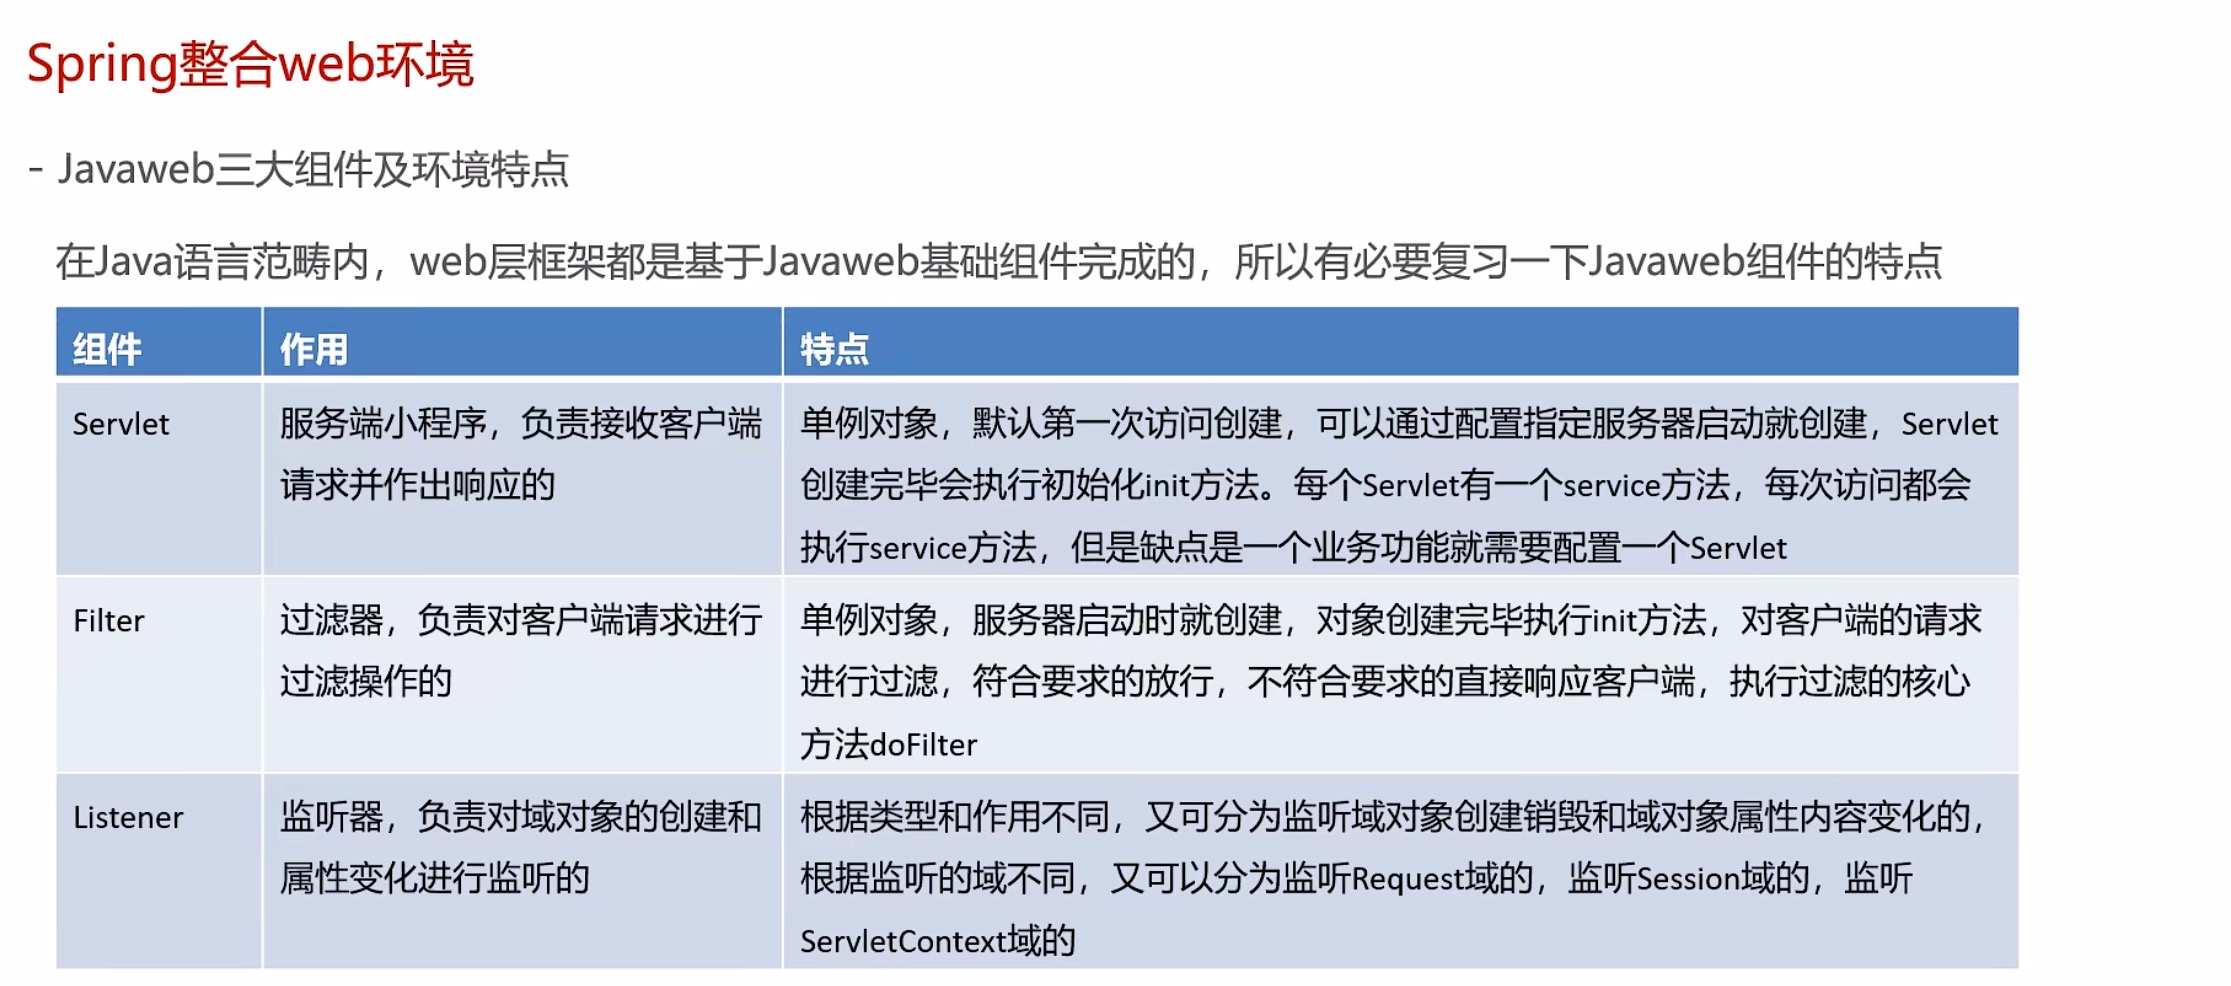 Spring整合web环境
- Javaweb三大组件及环境特点
在Java语言范畴内，web层框架都是基于Javaweb基础组件完成的，所以有必要复习一下Javaweb组件的特点
组件 作用 特点
Servlet
服务端小程序，负责接收客户端
请求并作出响应的
单例对象，默认第一次访问创建，可以通过配置指定服务器启动就创建，Servlet
创建完毕会执行初始化init方法。每个Servlet有一个service方法，每次访问都会
执行service方法，但是缺点是一个业务功能就需要配置一个Servlet
Filter
过滤器，负责对客户端请求进行
过滤操作的
单例对象，服务器启动时就创建，对象创建完毕执行init方法，对客户端的请求
进行过滤，符合要求的放行，不符合要求的直接响应客户端，执行过滤的核心
方法doFilter
Listener
监听器，负责对域对象的创建和
属性变化进行监听的
根据类型和作用不同，又可分为监听域对象创建销毁和域对象属性内容变化的，
根据监听的域不同，又可以分为监听Request域的，监听Session域的，监听
ServletContext域的